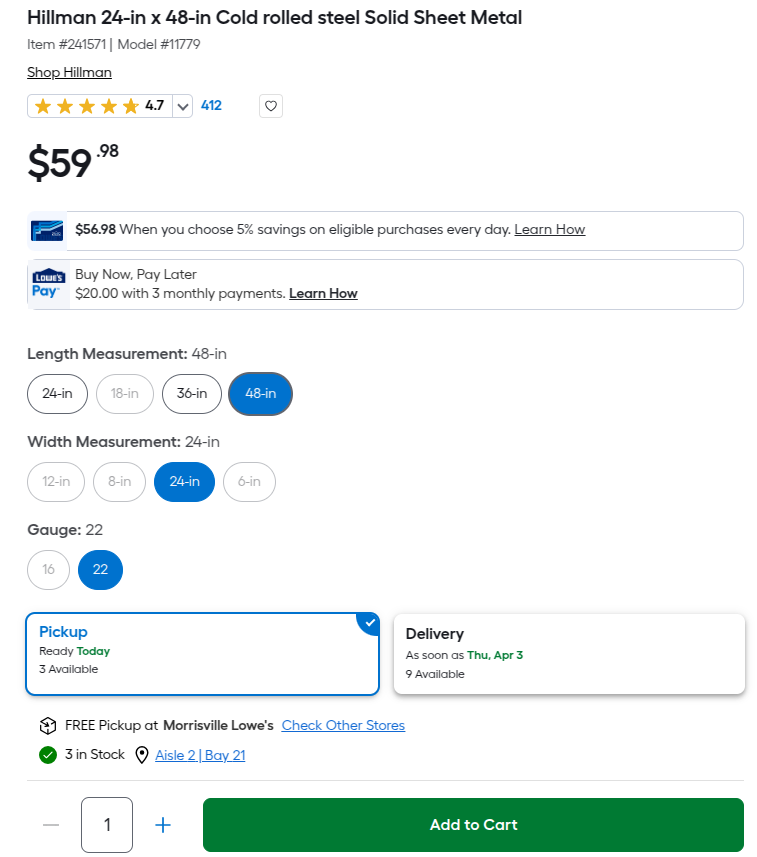 Hillman 24-in x 48-in Cold rolled steel Solid Sheet Metal
Item #241571 | Model #11779
Shop Hillman
4.7 412
$59.98
$56.98 When you choose 5% savings on eligible purchases every day. Learn How
Buy Now, Pay Later
LOWE'S
Pay
$20.00 with 3 monthly payments. Learn How
Length Measurement: 48-in
24-in 18-in 36-in 48-in
Width Measurement: 24-in
12-in 8-in 24-in 6-in
Gauge: 22
16 22
Pickup
Ready Today
3 Available
Delivery
As soon as Thu, Apr 3
9 Available
FREE Pickup at Morrisville Lowe's Check Other Stores
3 in Stock Aisle 2 | Bay 21
1
Add to Cart